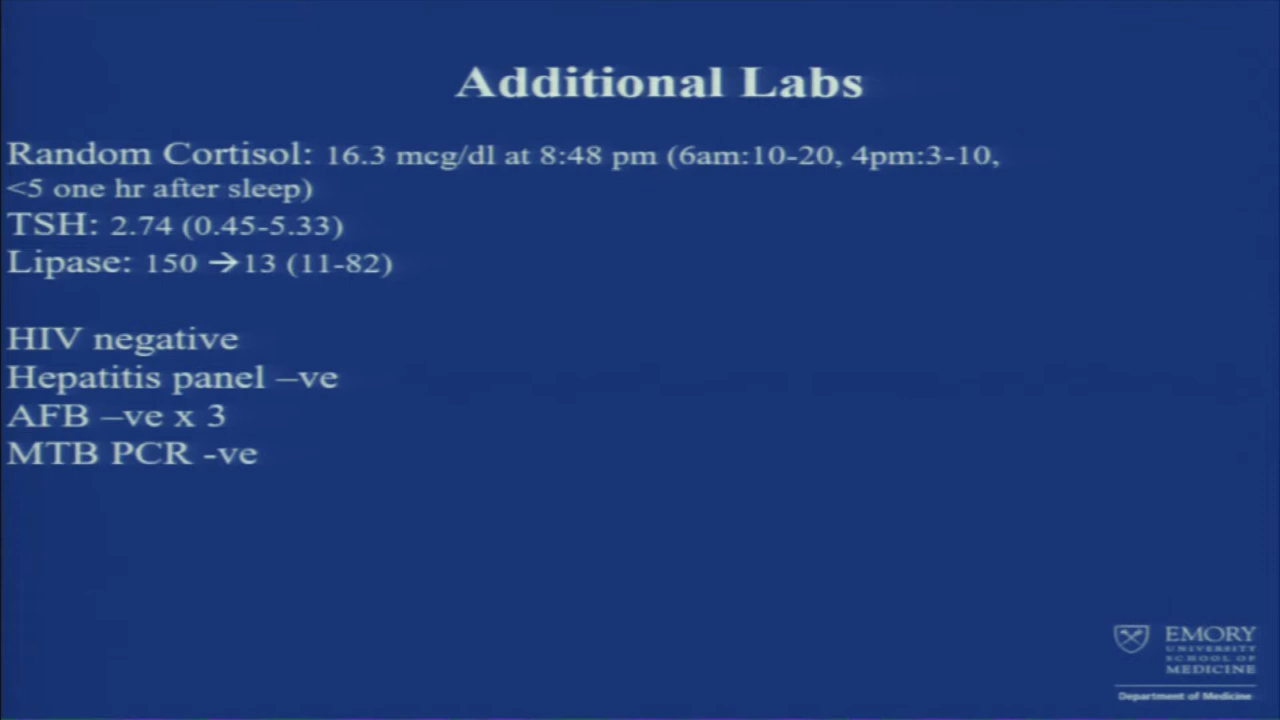 Additional Labs
Random Cortisol: 16.3 mcg/dl at 8:48 pm (6am:10-20, 4pm:3-10,
<5 one hr after sleep)
TSH: 2.74 (0.45-5.33)
Lipase: 150 →13 (11-82)
HIV negative
Hepatitis panel –ve
AFB –ve x 3
MTB PCR -ve
EMORY
UNIVERSITY
SCHOOL OF
MEDICINE
Department of Medicine